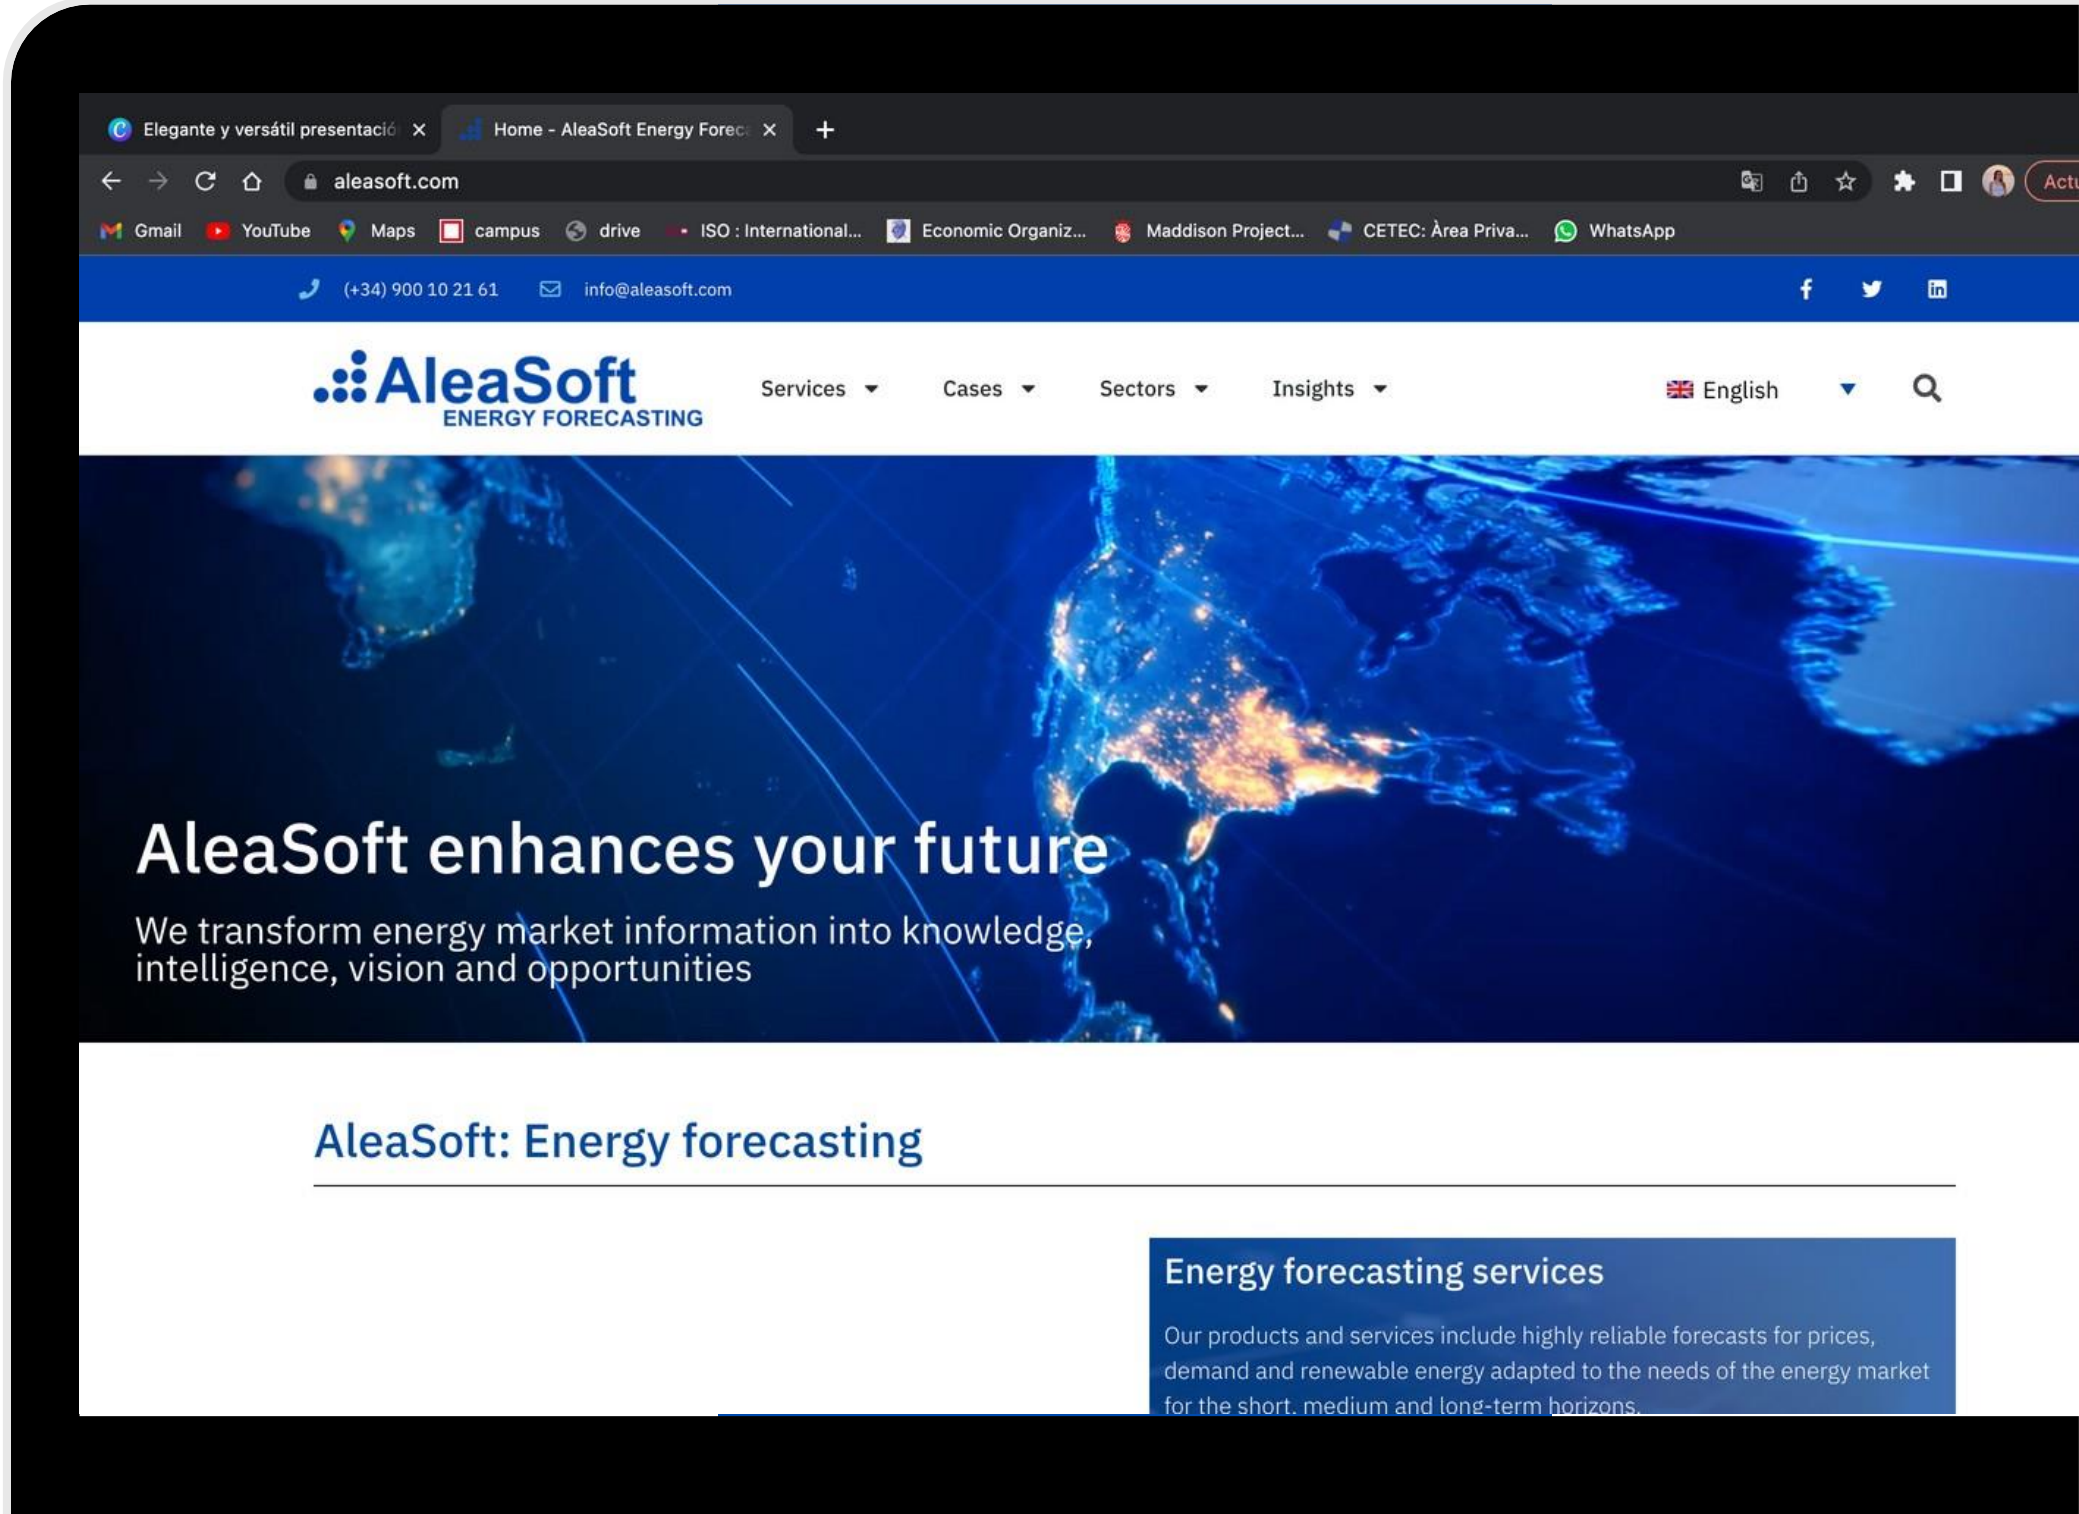 Elegante y versátil presentació
Home - AleaSoft Energy Forec
aleasoft.com
Actu
Gmail YouTube Maps campus drive ISO : International... Economic Organiz... Maddison Project... CETEC: Àrea Priva... WhatsApp
(+34) 900 10 21 61 info@aleasoft.com
AleaSoft
ENERGY FORECASTING
Services Cases Sectors Insights English
AleaSoft enhances your future
We transform energy market information into knowledge,
intelligence, vision and opportunities
AleaSoft: Energy forecasting
Energy forecasting services
Our products and services include highly reliable forecasts for prices,
demand and renewable energy adapted to the needs of the energy market
for the short, medium and long-term horizons.